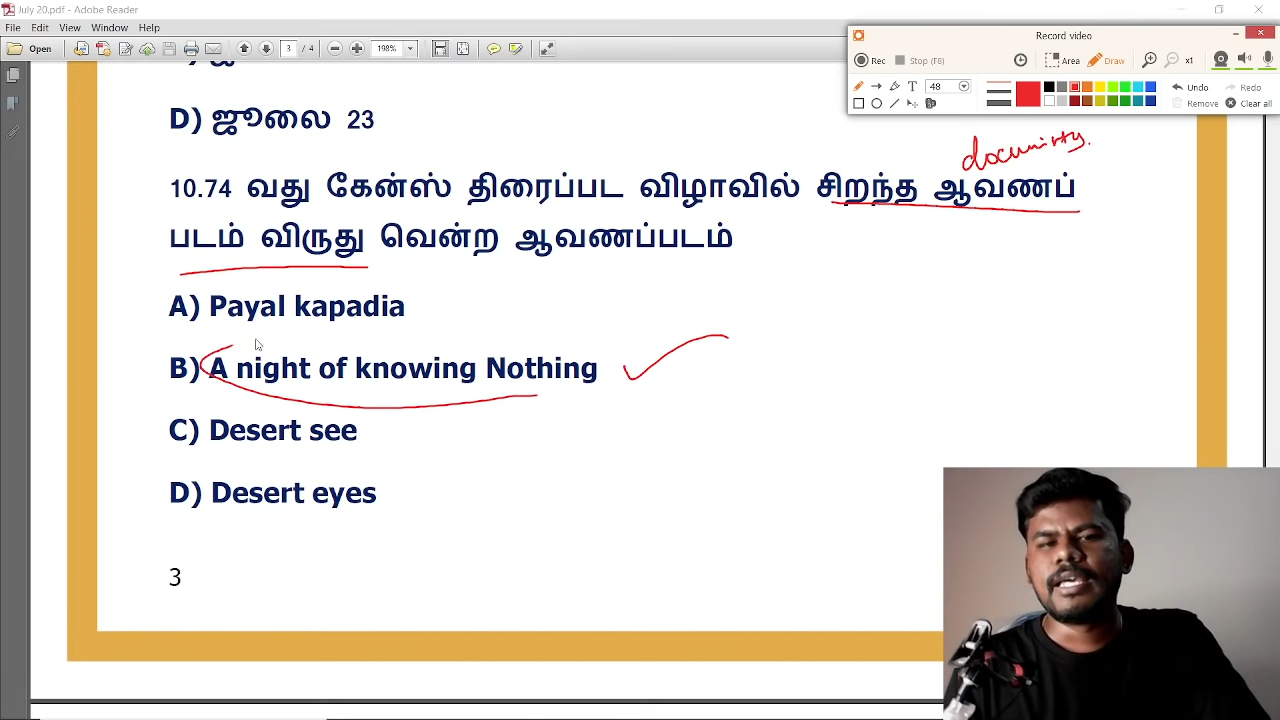 July 20.pdf - Adobe Reader
File Edit View Window Help
Open 3 / 4 198%
Record video
Rec Stop (F8) Area Draw x1
T 48 Undo Redo
Remove Clear all
D) ஜூலை 23
10.74 வது கேன்ஸ் திரைப்பட விழாவில் சிறந்த ஆவணப்
படம் விருது வென்ற ஆவணப்படம்
A) Payal kapadia
B) A night of knowing Nothing
C) Desert see
D) Desert eyes
3